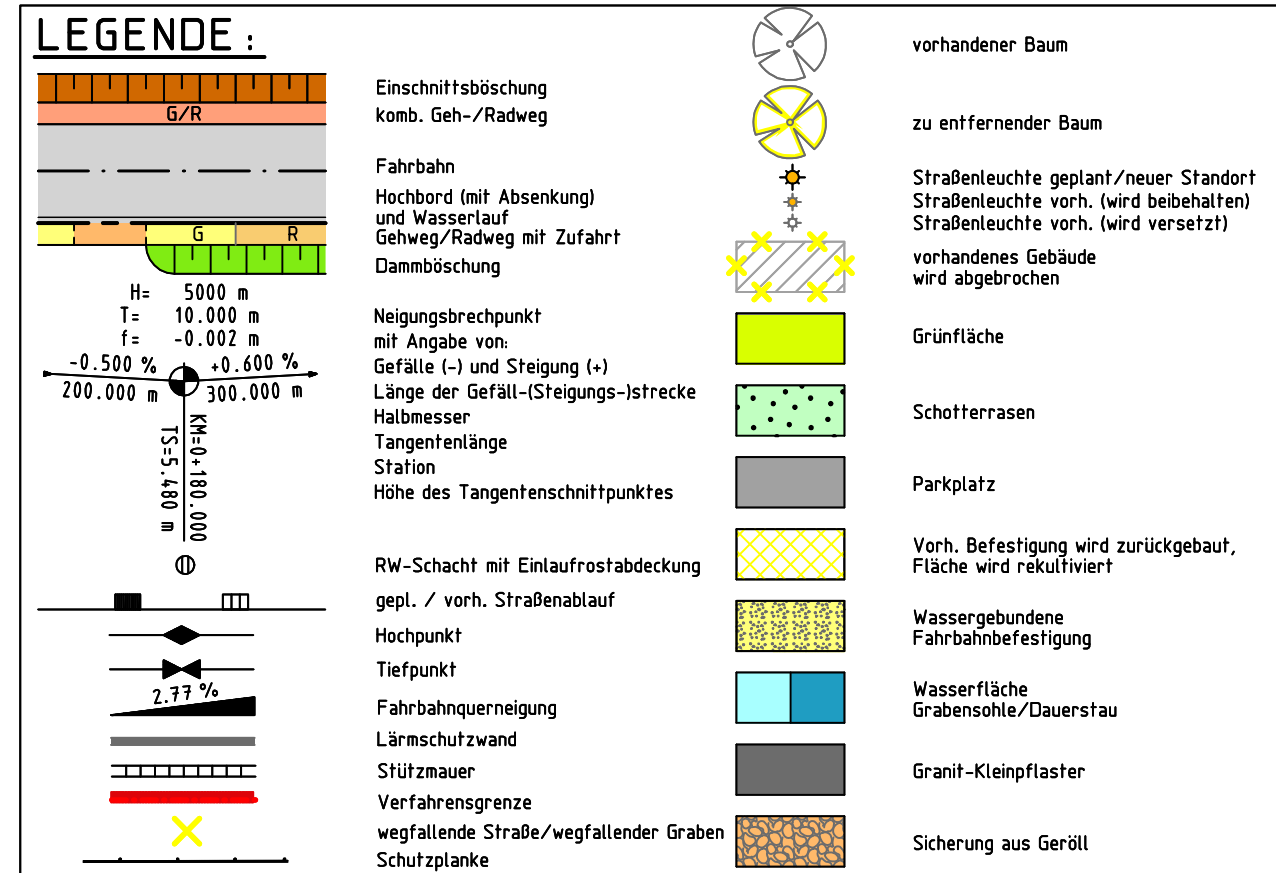 LEGENDE :
G/R
G
R
Einschnittsböschung
komb. Geh-/Radweg
Fahrbahn
Hochbord (mit Absenkung)
und Wasserlauf
Gehweg/Radweg mit Zufahrt
Dammböschung
H= 5000 m
T= 10.000 m
f= -0.002 m
-0.500 %
+0.600 %
200.000 m
300.000 m
KM=0+180.000
TS=5.480 m
Neigungsbrechpunkt
mit Angabe von:
Gefälle (-) und Steigung (+)
Länge der Gefäll-(Steigungs-)strecke
Halbmesser
Tangentenlänge
Station
Höhe des Tangentenschnittpunktes
RW-Schacht mit Einlaufrostabdeckung
gepl. / vorh. Straßenablauf
Hochpunkt
Tiefpunkt
2.77 %
Fahrbahnquerneigung
Lärmschutzwand
Stützmauer
Verfahrensgrenze
wegfallende Straße/wegfallender Graben
Schutzplanke
vorhandener Baum
zu entfernender Baum
Straßenleuchte geplant/neuer Standort
Straßenleuchte vorh. (wird beibehalten)
Straßenleuchte vorh. (wird versetzt)
vorhandenes Gebäude
wird abgebrochen
Grünfläche
Schotterrasen
Parkplatz
Vorh. Befestigung wird zurückgebaut,
Fläche wird rekultiviert
Wassergebundene
Fahrbahnbefestigung
Wasserfläche
Grabensohle/Dauerstau
Granit-Kleinpflaster
Sicherung aus Geröll